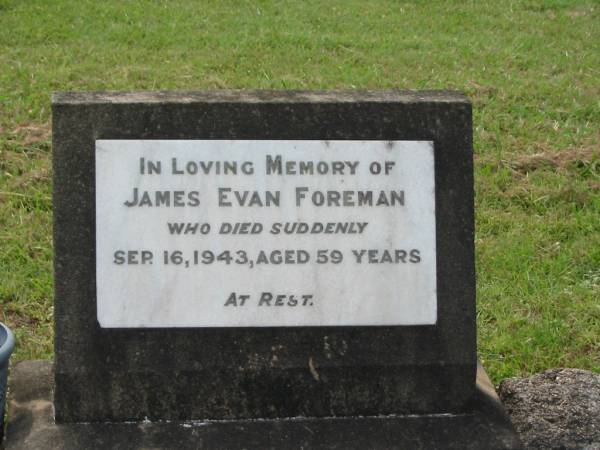 In Loving Memory of
James Evan Foreman
who died suddenly
Sep. 16, 1943, aged 59 years
At Rest.